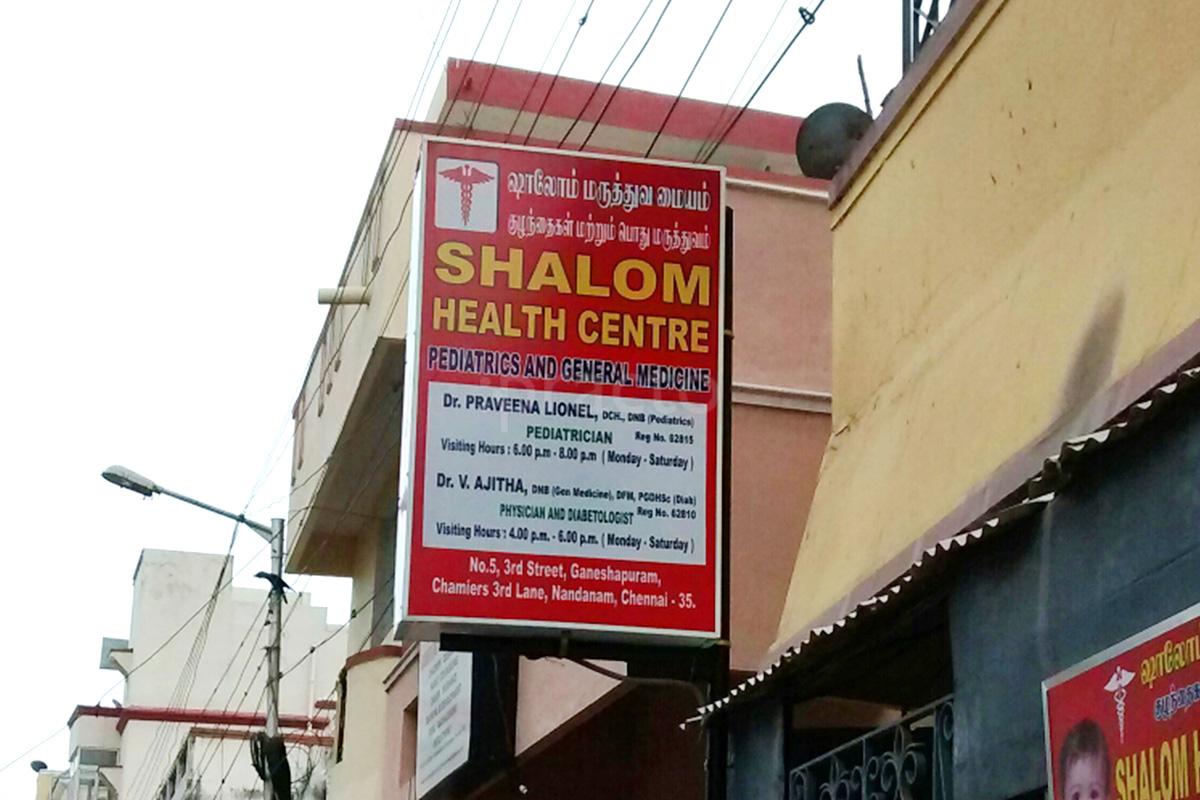 ஷாலோம் மருத்துவ மையம்
குழந்தைகள் மற்றும் பொது மருத்துவம்
SHALOM
HEALTH CENTRE
PEDIATRICS AND GENERAL MEDICINE
Dr. PRAVEENA LIONEL, DCH., DNB (Pediatrics)
PEDIATRICIAN Reg No. 62815
Visiting Hours : 6.00 p.m - 8.00 p.m ( Monday - Saturday )
Dr. V. AJITHA, DNB (Gen Medicine), DFM, PGDHSc (Diab)
PHYSICIAN AND DIABETOLOGIST Reg No. 62810
Visiting Hours : 4.00 p.m. - 6.00 p.m. ( Monday - Saturday )
No.5, 3rd Street, Ganeshapuram,
Chamiers 3rd Lane, Nandanam, Chennai - 35.
practo
ஷாலோ
குழந்தை
SHALOM H